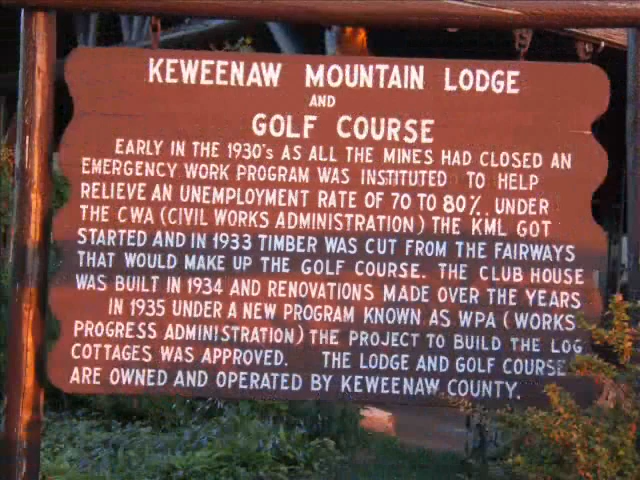 KEWEENAW MOUNTAIN LODGE
AND
GOLF COURSE
EARLY IN THE 1930's AS ALL THE MINES HAD CLOSED AN
EMERGENCY WORK PROGRAM WAS INSTITUTED TO HELP
RELIEVE AN UNEMPLOYMENT RATE OF 70 TO 80%. UNDER
THE CWA (CIVIL WORKS ADMINISTRATION) THE KML GOT
STARTED AND IN 1933 TIMBER WAS CUT FROM THE FAIRWAYS
THAT WOULD MAKE UP THE GOLF COURSE. THE CLUB HOUSE
WAS BUILT IN 1934 AND RENOVATIONS MADE OVER THE YEARS
IN 1935 UNDER A NEW PROGRAM KNOWN AS WPA (WORKS
PROGRESS ADMINISTRATION) THE PROJECT TO BUILD THE LOG
COTTAGES WAS APPROVED. THE LODGE AND GOLF COURSE
ARE OWNED AND OPERATED BY KEWEENAW COUNTY.